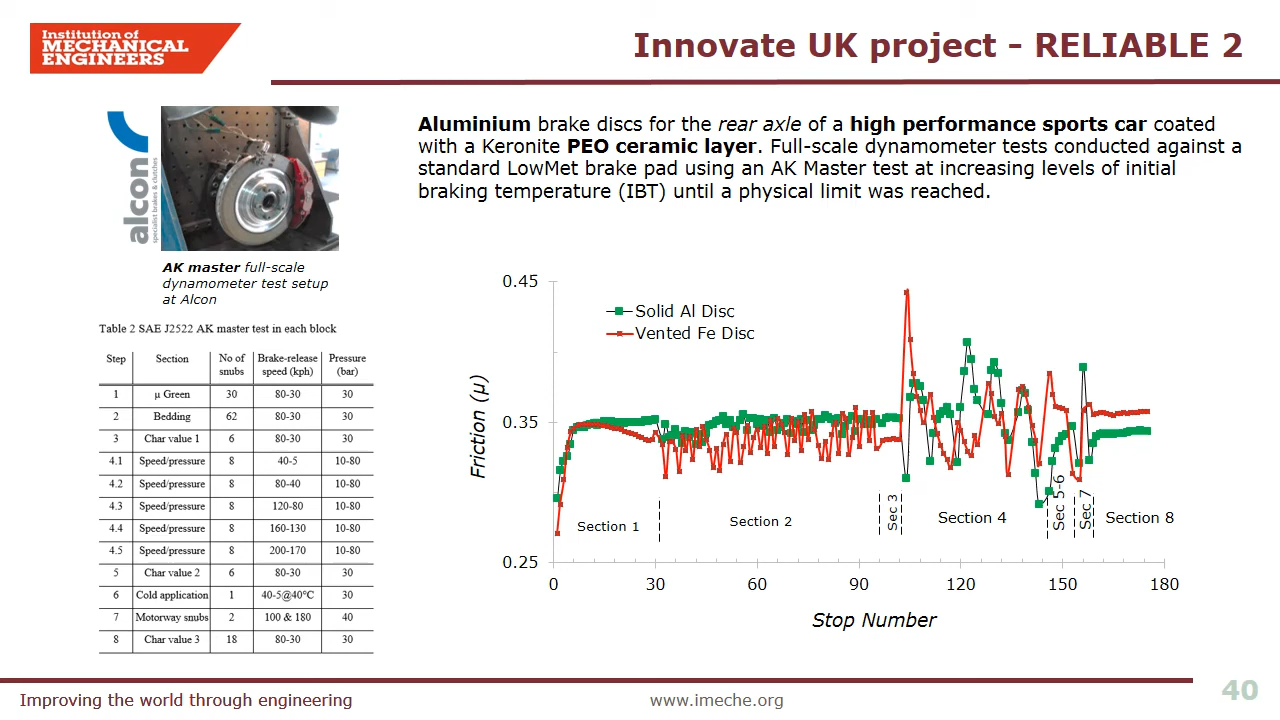 Institution of
MECHANICAL
ENGINEERS
Innovate UK project - RELIABLE 2
alcon
specialist brakes & clutches
Aluminium brake discs for the rear axle of a high performance sports car coated
with a Keronite PEO ceramic layer. Full-scale dynamometer tests conducted against a
standard LowMet brake pad using an AK Master test at increasing levels of initial
braking temperature (IBT) until a physical limit was reached.
AK master full-scale
dynamometer test setup
at Alcon
Table 2 SAE J2522 AK master test in each block
Step Section No of snubs Brake-release speed (kph) Pressure (bar)
1 µ Green 30 80-30 30
2 Bedding 62 80-30 30
3 Char value 1 6 80-30 30
4.1 Speed/pressure 8 40-5 10-80
4.2 Speed/pressure 8 80-40 10-80
4.3 Speed/pressure 8 120-80 10-80
4.4 Speed/pressure 8 160-130 10-80
4.5 Speed/pressure 8 200-170 10-80
5 Char value 2 6 80-30 30
6 Cold application 1 40-5@40°C 30
7 Motorway snubs 2 100 & 180 40
8 Char value 3 18 80-30 30
0.45
0.35
0.25
Friction (µ)
Solid Al Disc
Vented Fe Disc
Section 1
Section 2
Sec 3
Section 4
Sec 5-6
Sec 7
Section 8
0 30 60 90 120 150 180
Stop Number
Improving the world through engineering
www.imeche.org
40